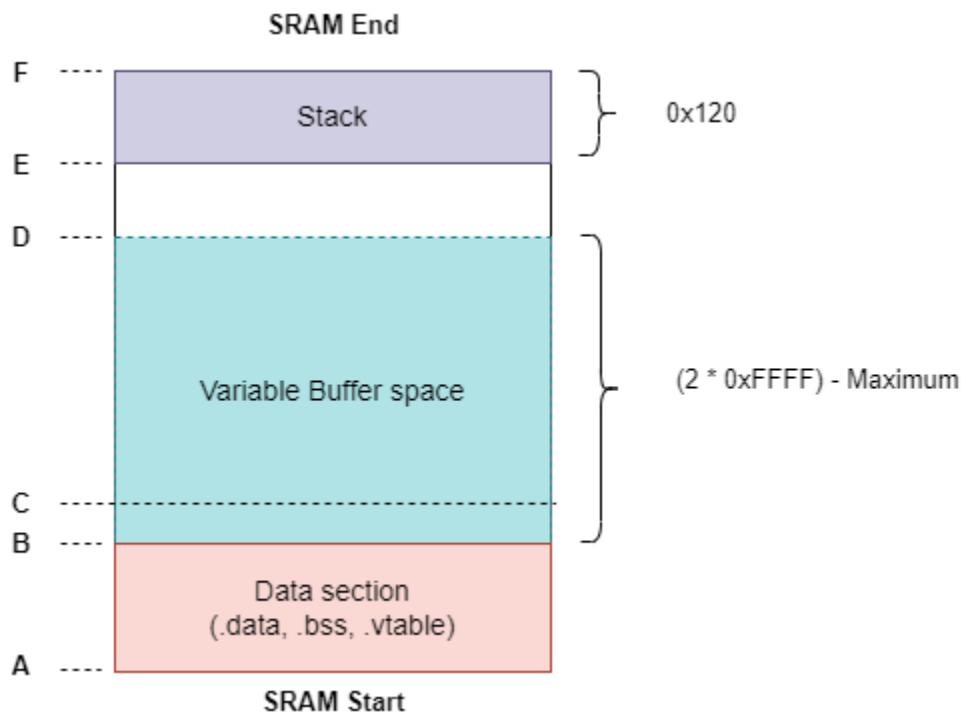 SRAM End
F
Stack
0x120
E
D
Variable Buffer space
(2 * 0xFFFF) - Maximum
C
B
Data section
(.data, .bss, .vtable)
A
SRAM Start